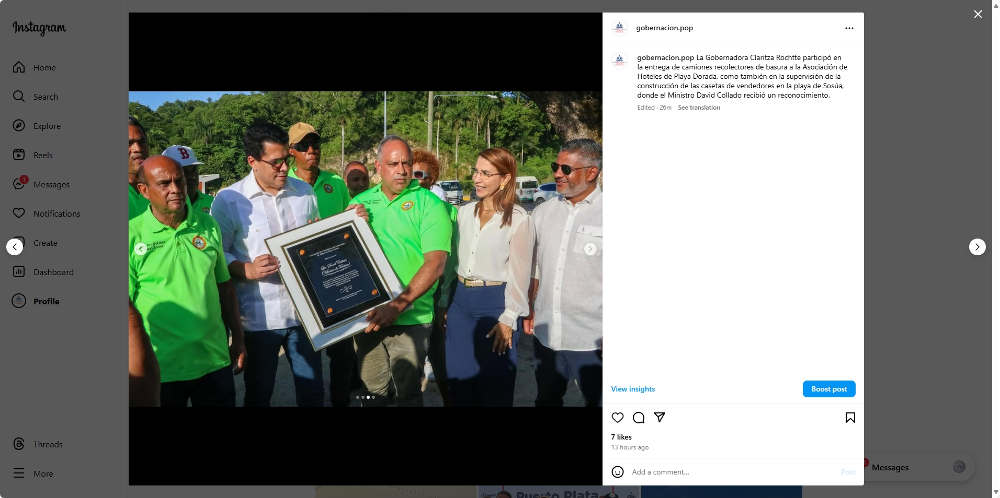 Instagram
gobernacion.pop
Home
gobernacion.pop La Gobernadora Claritza Rochtte participó en
la entrega de camiones recolectores de basura a la Asociación de
Hoteles de Playa Dorada, como también en la supervisión de la
construcción de las casetas de vendedores en la playa de Sosúa,
donde el Ministro David Collado recibió un reconocimiento.
Edited · 26m See translation
Search
Explore
Reels
B
1
Messages
Notifications
Create
Dashboard
Profile
Pro Defensa
Playa Sosua
Lic. David Collado
(Ministro de Turismo)
View insights
Boost post
7 likes
13 hours ago
Threads
More
Add a comment...
Post
Messages
Puerto Plata